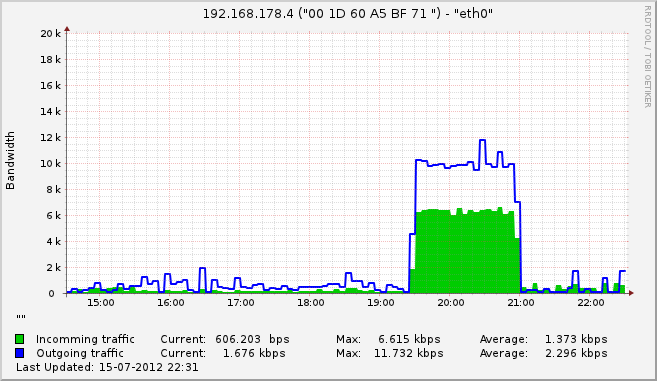 192.168.178.4 ("00 1D 60 A5 BF 71 ") - "eth0"
RRDTOOL / TOBI OETIKER
Bandwidth
20 k
18 k
16 k
14 k
12 k
10 k
8 k
6 k
4 k
2 k
0
15:00 16:00 17:00 18:00 19:00 20:00 21:00 22:00
""
Incomming traffic Current: 606.203 bps Max: 6.615 kbps Average: 1.373 kbps
Outgoing traffic Current: 1.676 kbps Max: 11.732 kbps Average: 2.296 kbps
Last Updated: 15-07-2012 22:31